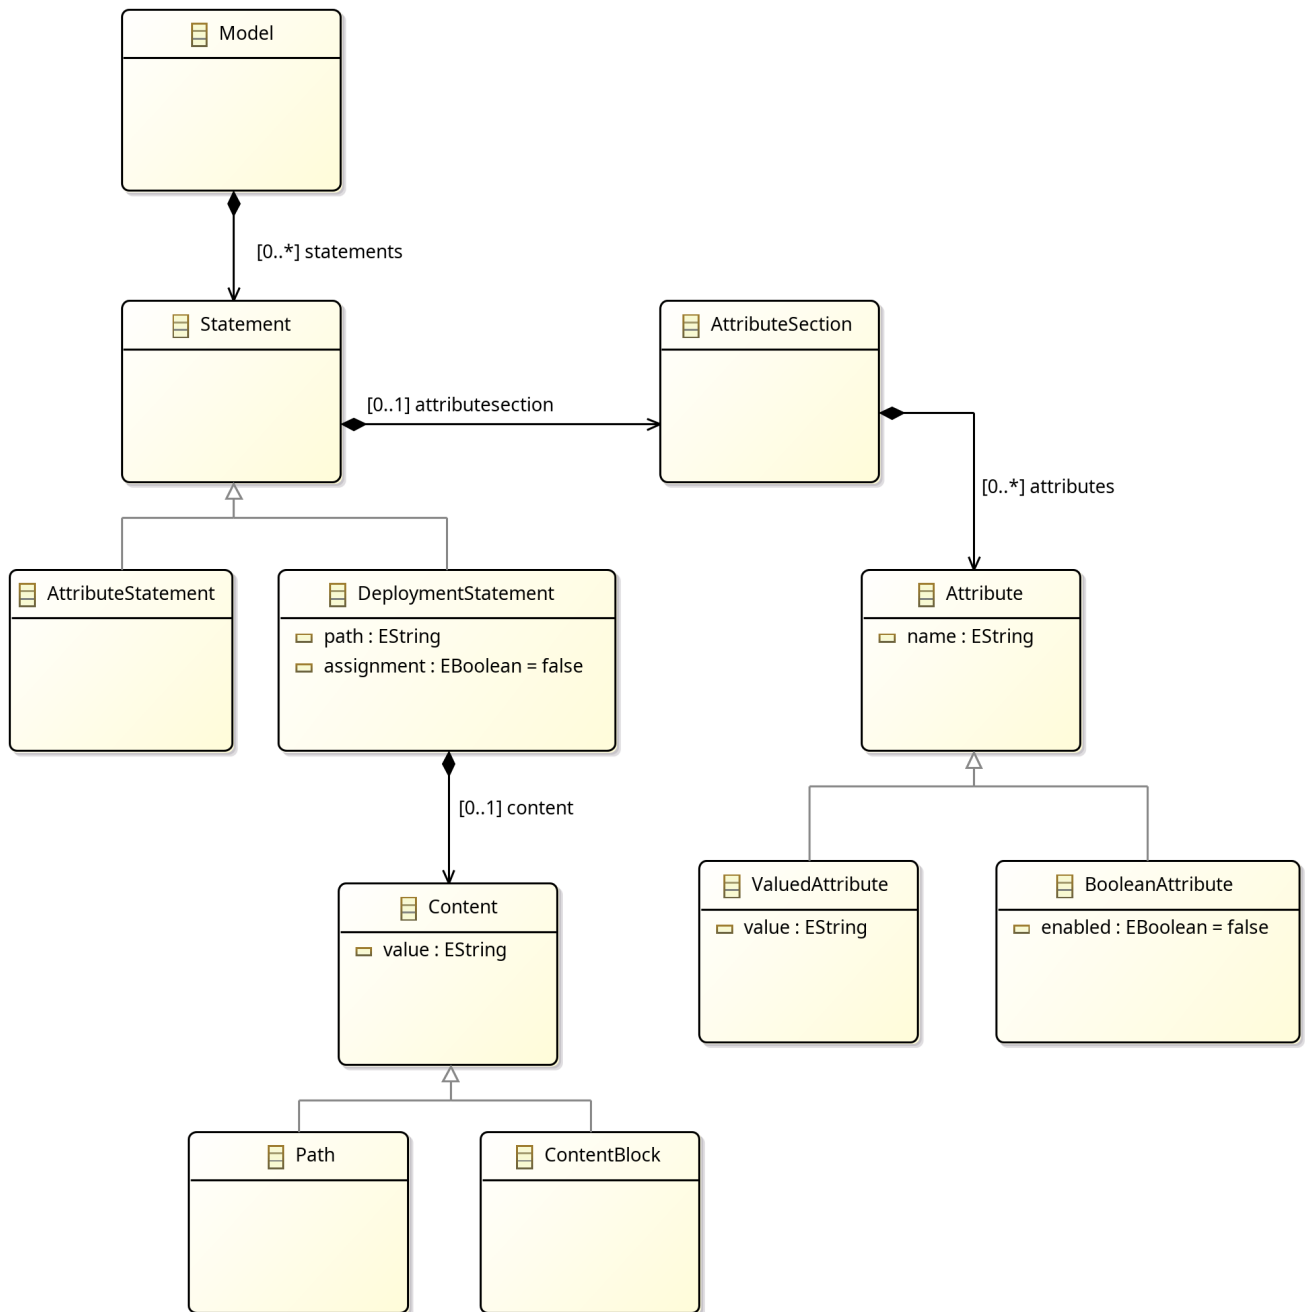 Model
[0..*] statements
Statement
AttributeSection
[0..1] attributesection
[0..*] attributes
AttributeStatement
DeploymentStatement
path : EString
assignment : EBoolean = false
Attribute
name : EString
[0..1] content
Content
value : EString
ValuedAttribute
value : EString
BooleanAttribute
enabled : EBoolean = false
Path
ContentBlock